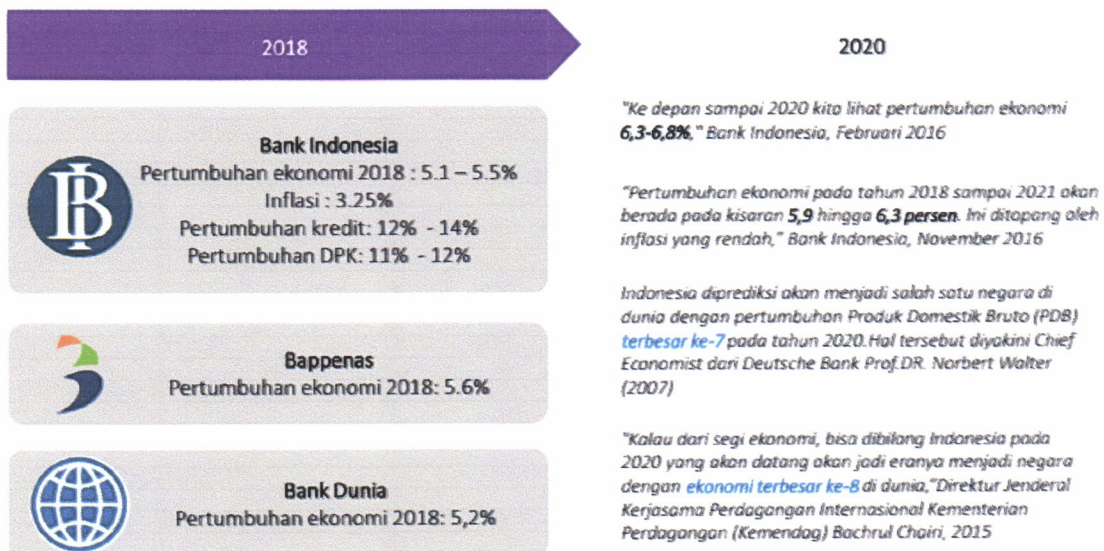 2018
Bank Indonesia
Pertumbuhan ekonomi 2018 : 5.1 – 5.5%
Inflasi : 3.25%
Pertumbuhan kredit: 12% - 14%
Pertumbuhan DPK: 11% - 12%
Bappenas
Pertumbuhan ekonomi 2018: 5.6%
Bank Dunia
Pertumbuhan ekonomi 2018: 5,2%
2020
"Ke depan sampai 2020 kita lihat pertumbuhan ekonomi
6,3-6,8%," Bank Indonesia, Februari 2016
"Pertumbuhan ekonomi pada tahun 2018 sampai 2021 akan
berada pada kisaran 5,9 hingga 6,3 persen. Ini ditopang oleh
inflasi yang rendah," Bank Indonesia, November 2016
Indonesia diprediksi akan menjadi salah satu negara di
dunia dengan pertumbuhan Produk Domestik Bruto (PDB)
terbesar ke-7 pada tahun 2020.Hal tersebut diyakini Chief
Economist dari Deutsche Bank Prof.DR. Norbert Walter
(2007)
"Kalau dari segi ekonomi, bisa dibilang Indonesia pada
2020 yang akan datang akan jadi eranya menjadi negara
dengan ekonomi terbesar ke-8 di dunia,"Direktur Jenderal
Kerjasama Perdagangan Internasional Kementerian
Perdagangan (Kemendag) Bachrul Chairi, 2015